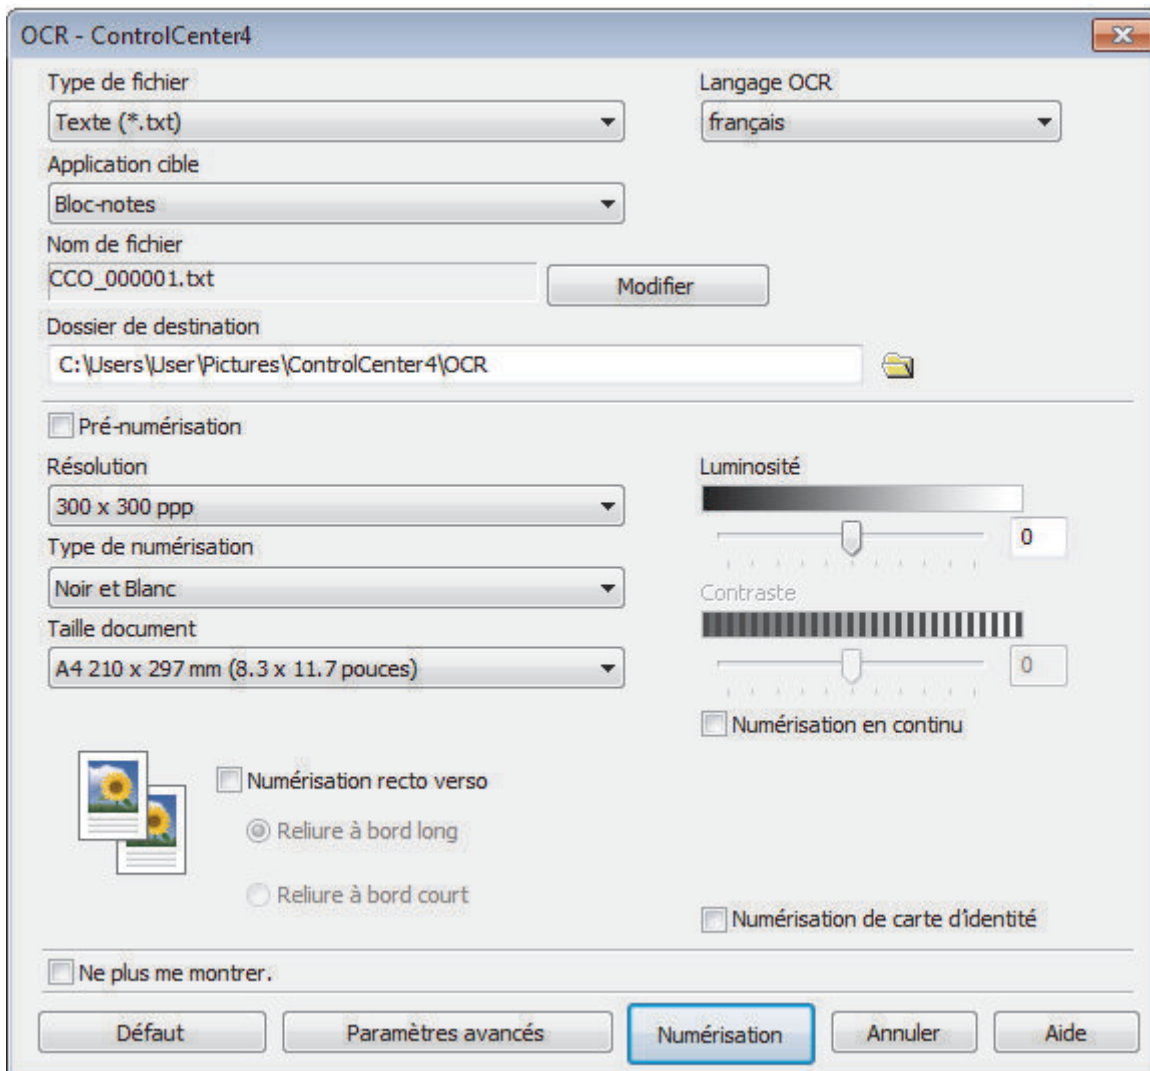 OCR - ControlCenter4
Type de fichier
Langage OCR
Texte (*.txt)
français
Application cible
Bloc-notes
Nom de fichier
CCO_000001.txt
Modifier
Dossier de destination
C:\Users\User\Pictures\ControlCenter4\OCR
Pré-numérisation
Résolution
Luminosité
300 x 300 ppp
0
Type de numérisation
Noir et Blanc
Contraste
Taille document
A4 210 x 297 mm (8.3 x 11.7 pouces)
0
Numérisation en continu
Numérisation recto verso
Reliure à bord long
Reliure à bord court
Numérisation de carte d'identité
Ne plus me montrer.
Défaut
Paramètres avancés
Numérisation
Annuler
Aide